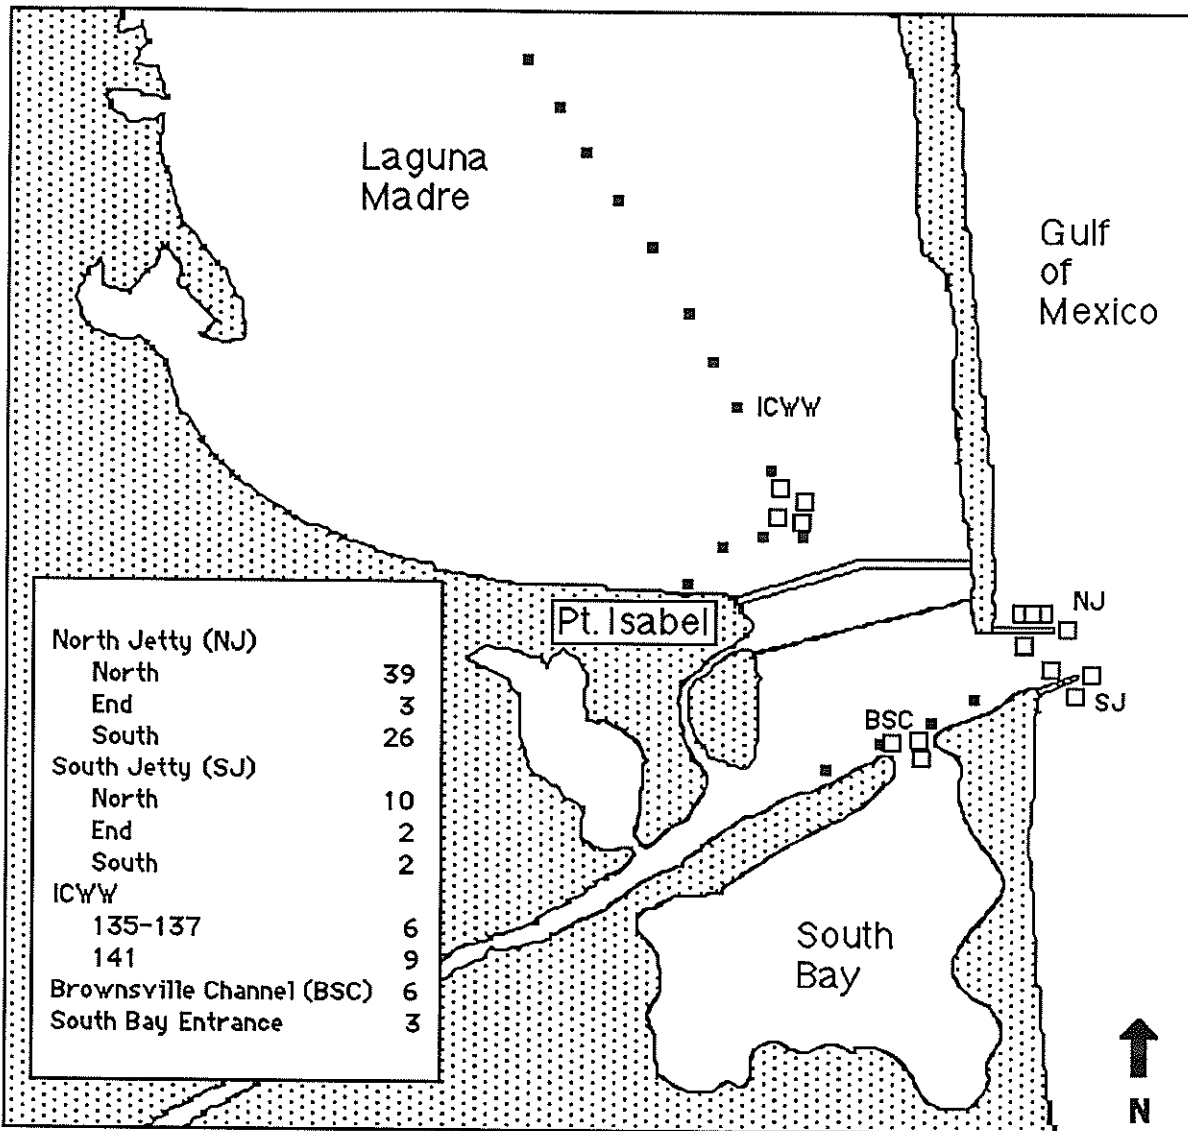 Laguna
Madre
Gulf
of
Mexico
ICWW
Pt. Isabel
NJ
SJ
BSC
North Jetty (NJ)
North 39
End 3
South 26
South Jetty (SJ)
North 10
End 2
South 2
ICWW
135-137 6
141 9
Brownsville Channel (BSC) 6
South Bay Entrance 3
South
Bay
N